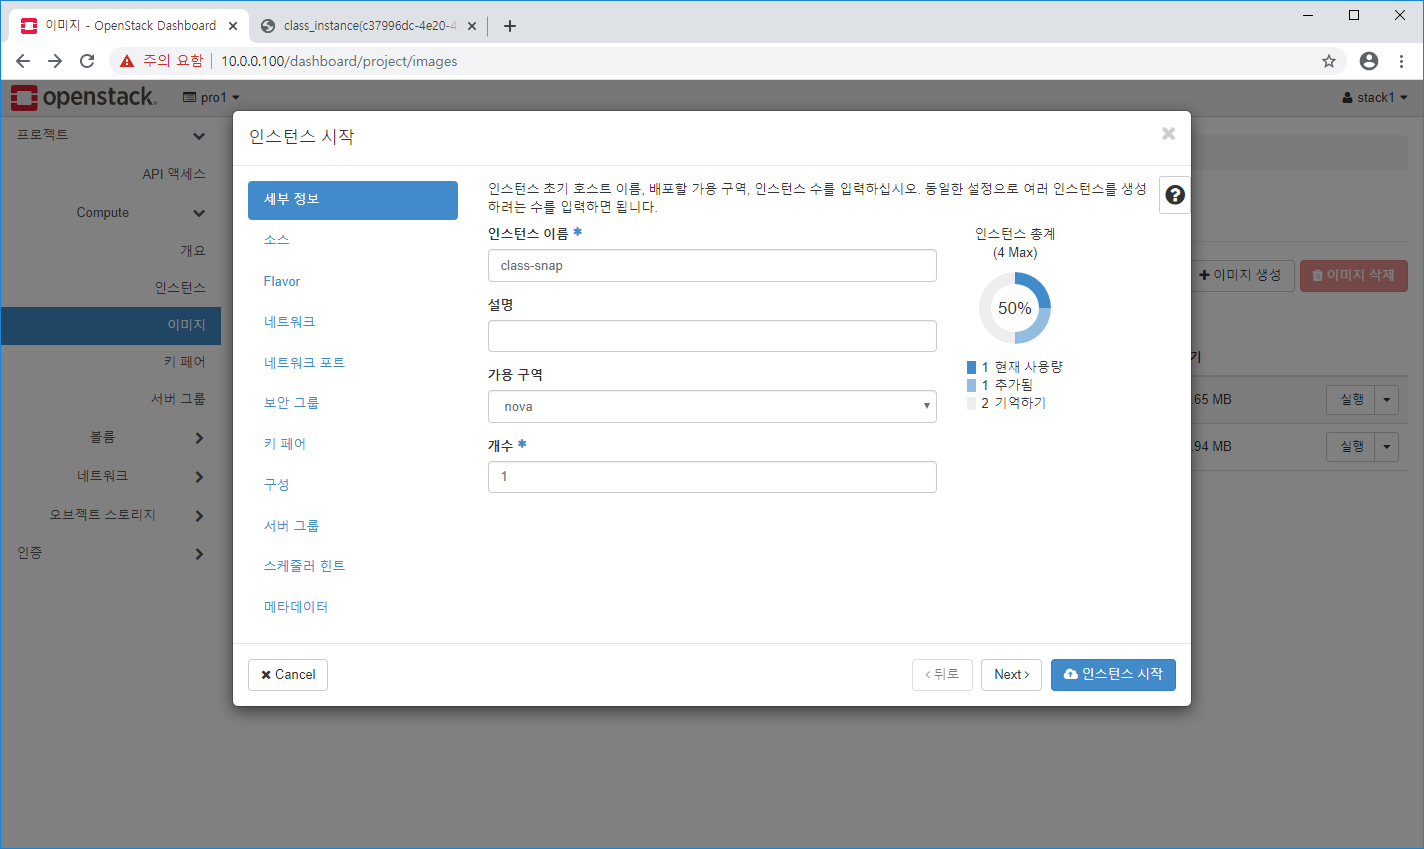 이미지 - OpenStack Dashboard
class_instance(c37996dc-4e20-4
주의 요함
10.0.0.100/dashboard/project/images
openstack.
pro1
stack1
프로젝트
API 액세스
Compute
개요
인스턴스
이미지
키 페어
서버 그룹
볼륨
네트워크
오브젝트 스토리지
인증
인스턴스 시작
세부 정보
소스
Flavor
네트워크
네트워크 포트
보안 그룹
키 페어
구성
서버 그룹
스케줄러 힌트
메타데이터
인스턴스 초기 호스트 이름, 배포할 가용 구역, 인스턴스 수를 입력하십시오. 동일한 설정으로 여러 인스턴스를 생성
하려는 수를 입력하면 됩니다.
인스턴스 이름 *
class-snap
설명
가용 구역
nova
개수 *
1
인스턴스 총계
(4 Max)
50%
1 현재 사용량
1 추가됨
2 기억하기
Cancel
뒤로
Next
인스턴스 시작
이미지 생성
이미지 삭제
기
.65 MB
실행
.94 MB
실행